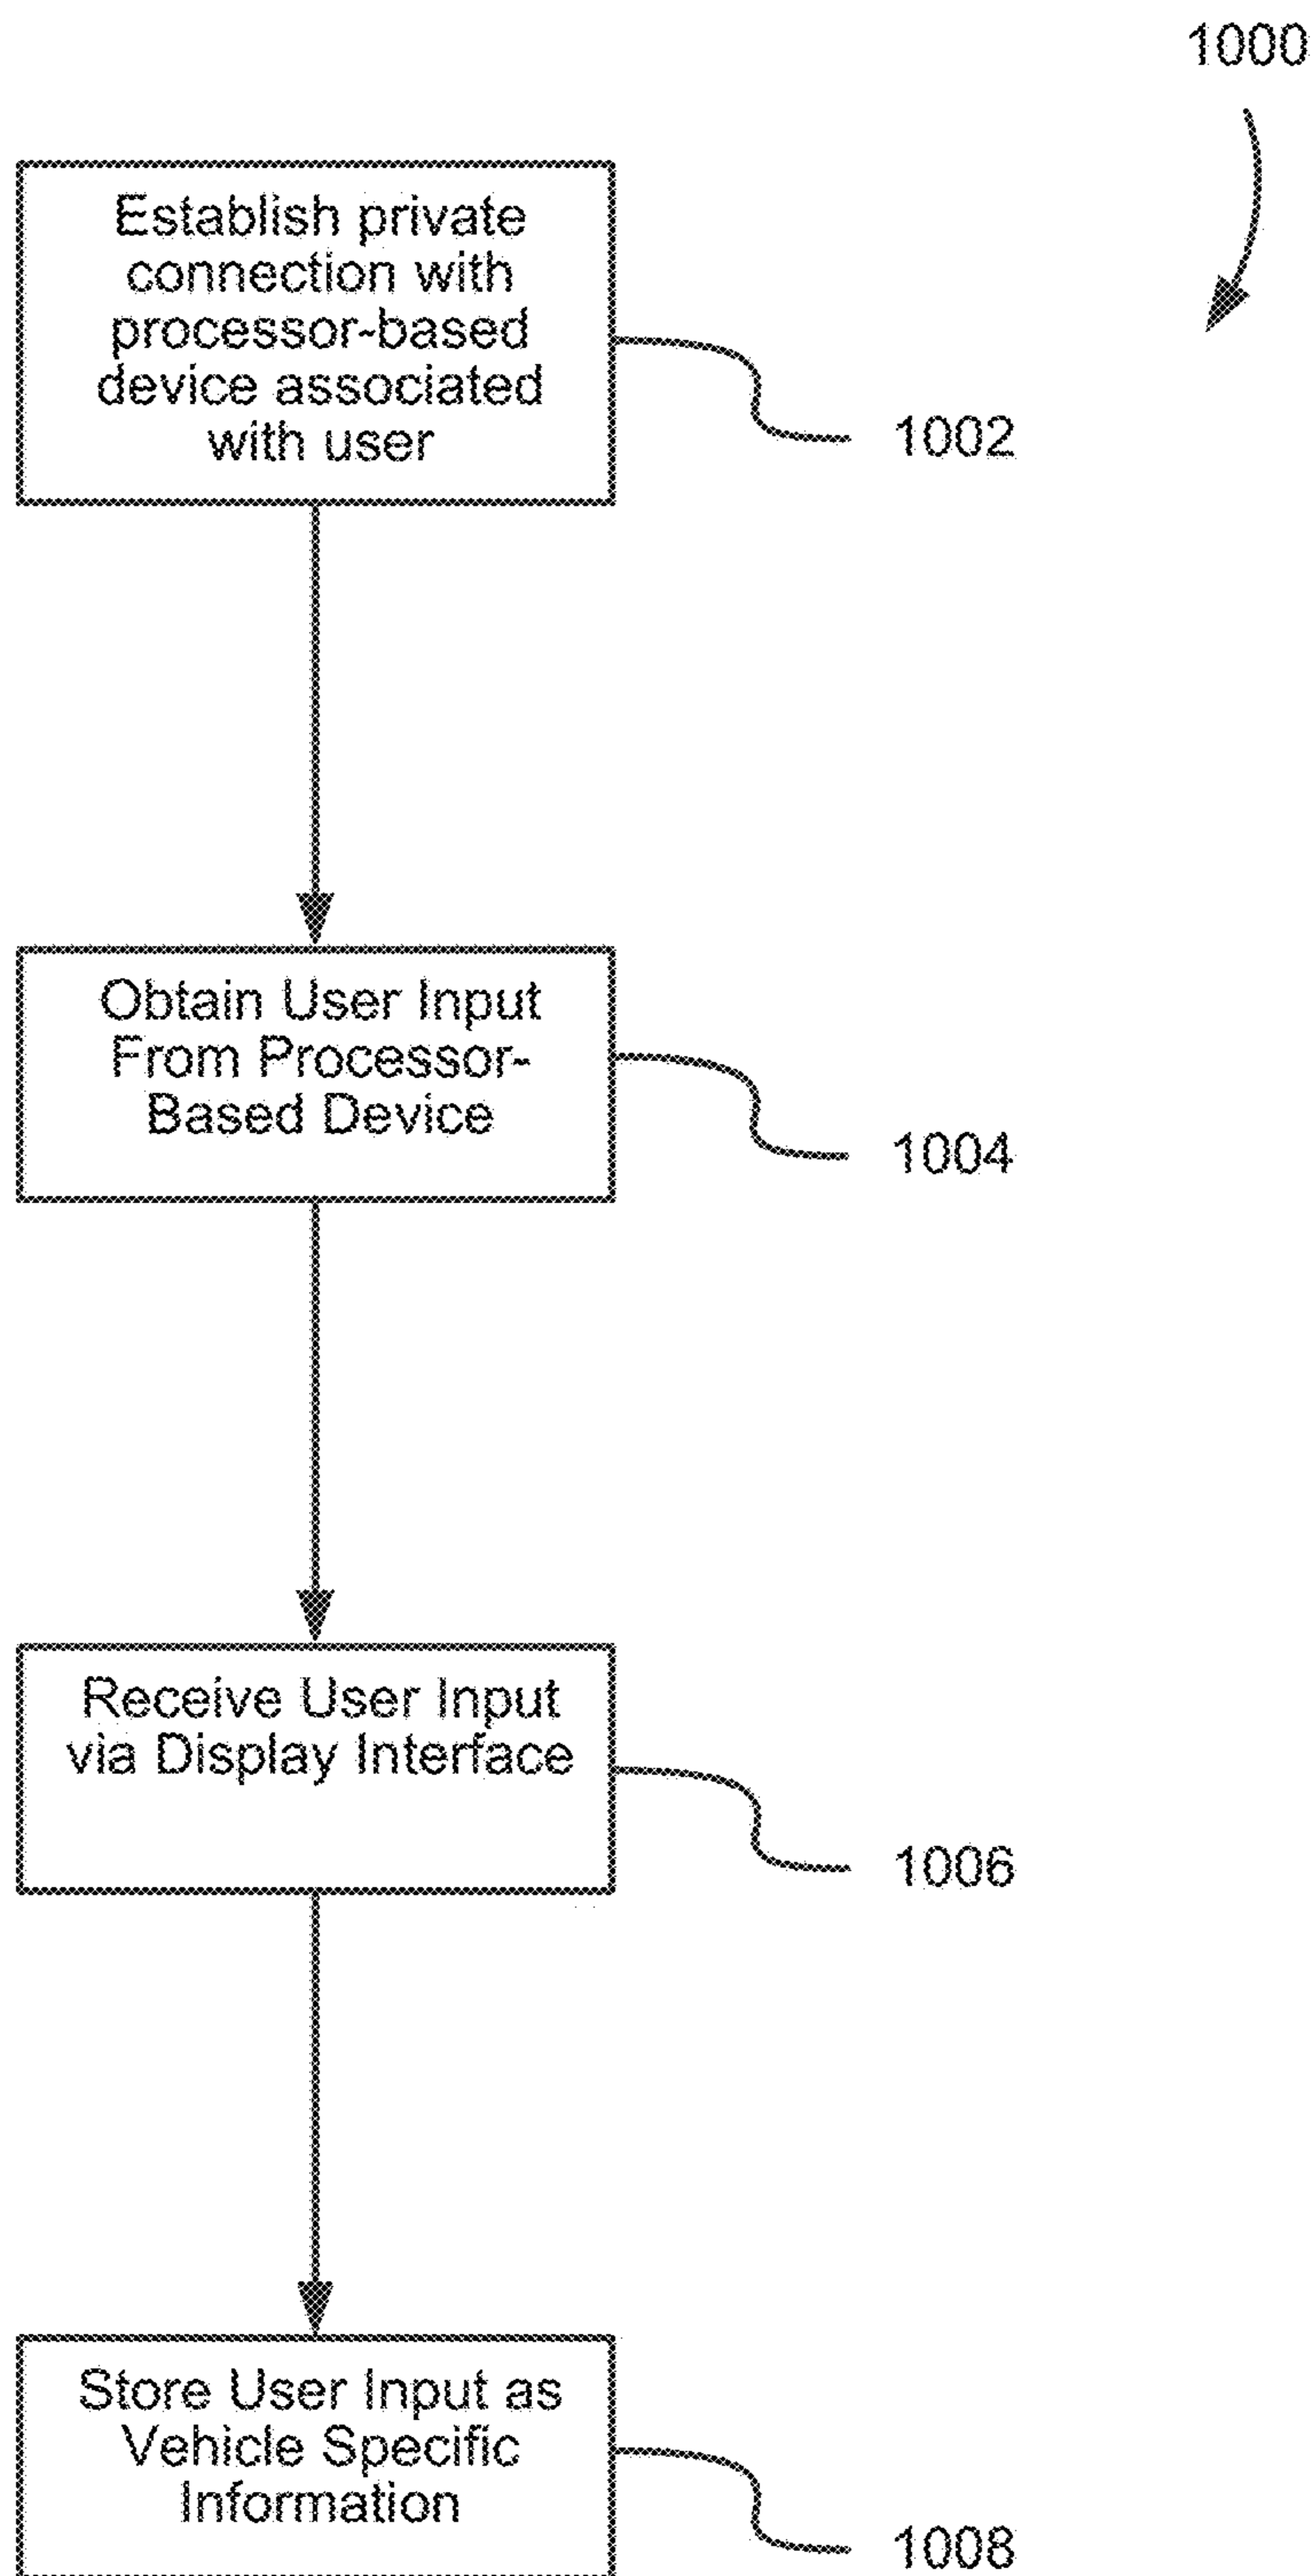 1000
Establish private
connection with
processor-based
device associated
with user
1002
Obtain User Input
From Processor-
Based Device
1004
Receive User Input
via Display Interface
1006
Store User Input as
Vehicle Specific
Information
1008